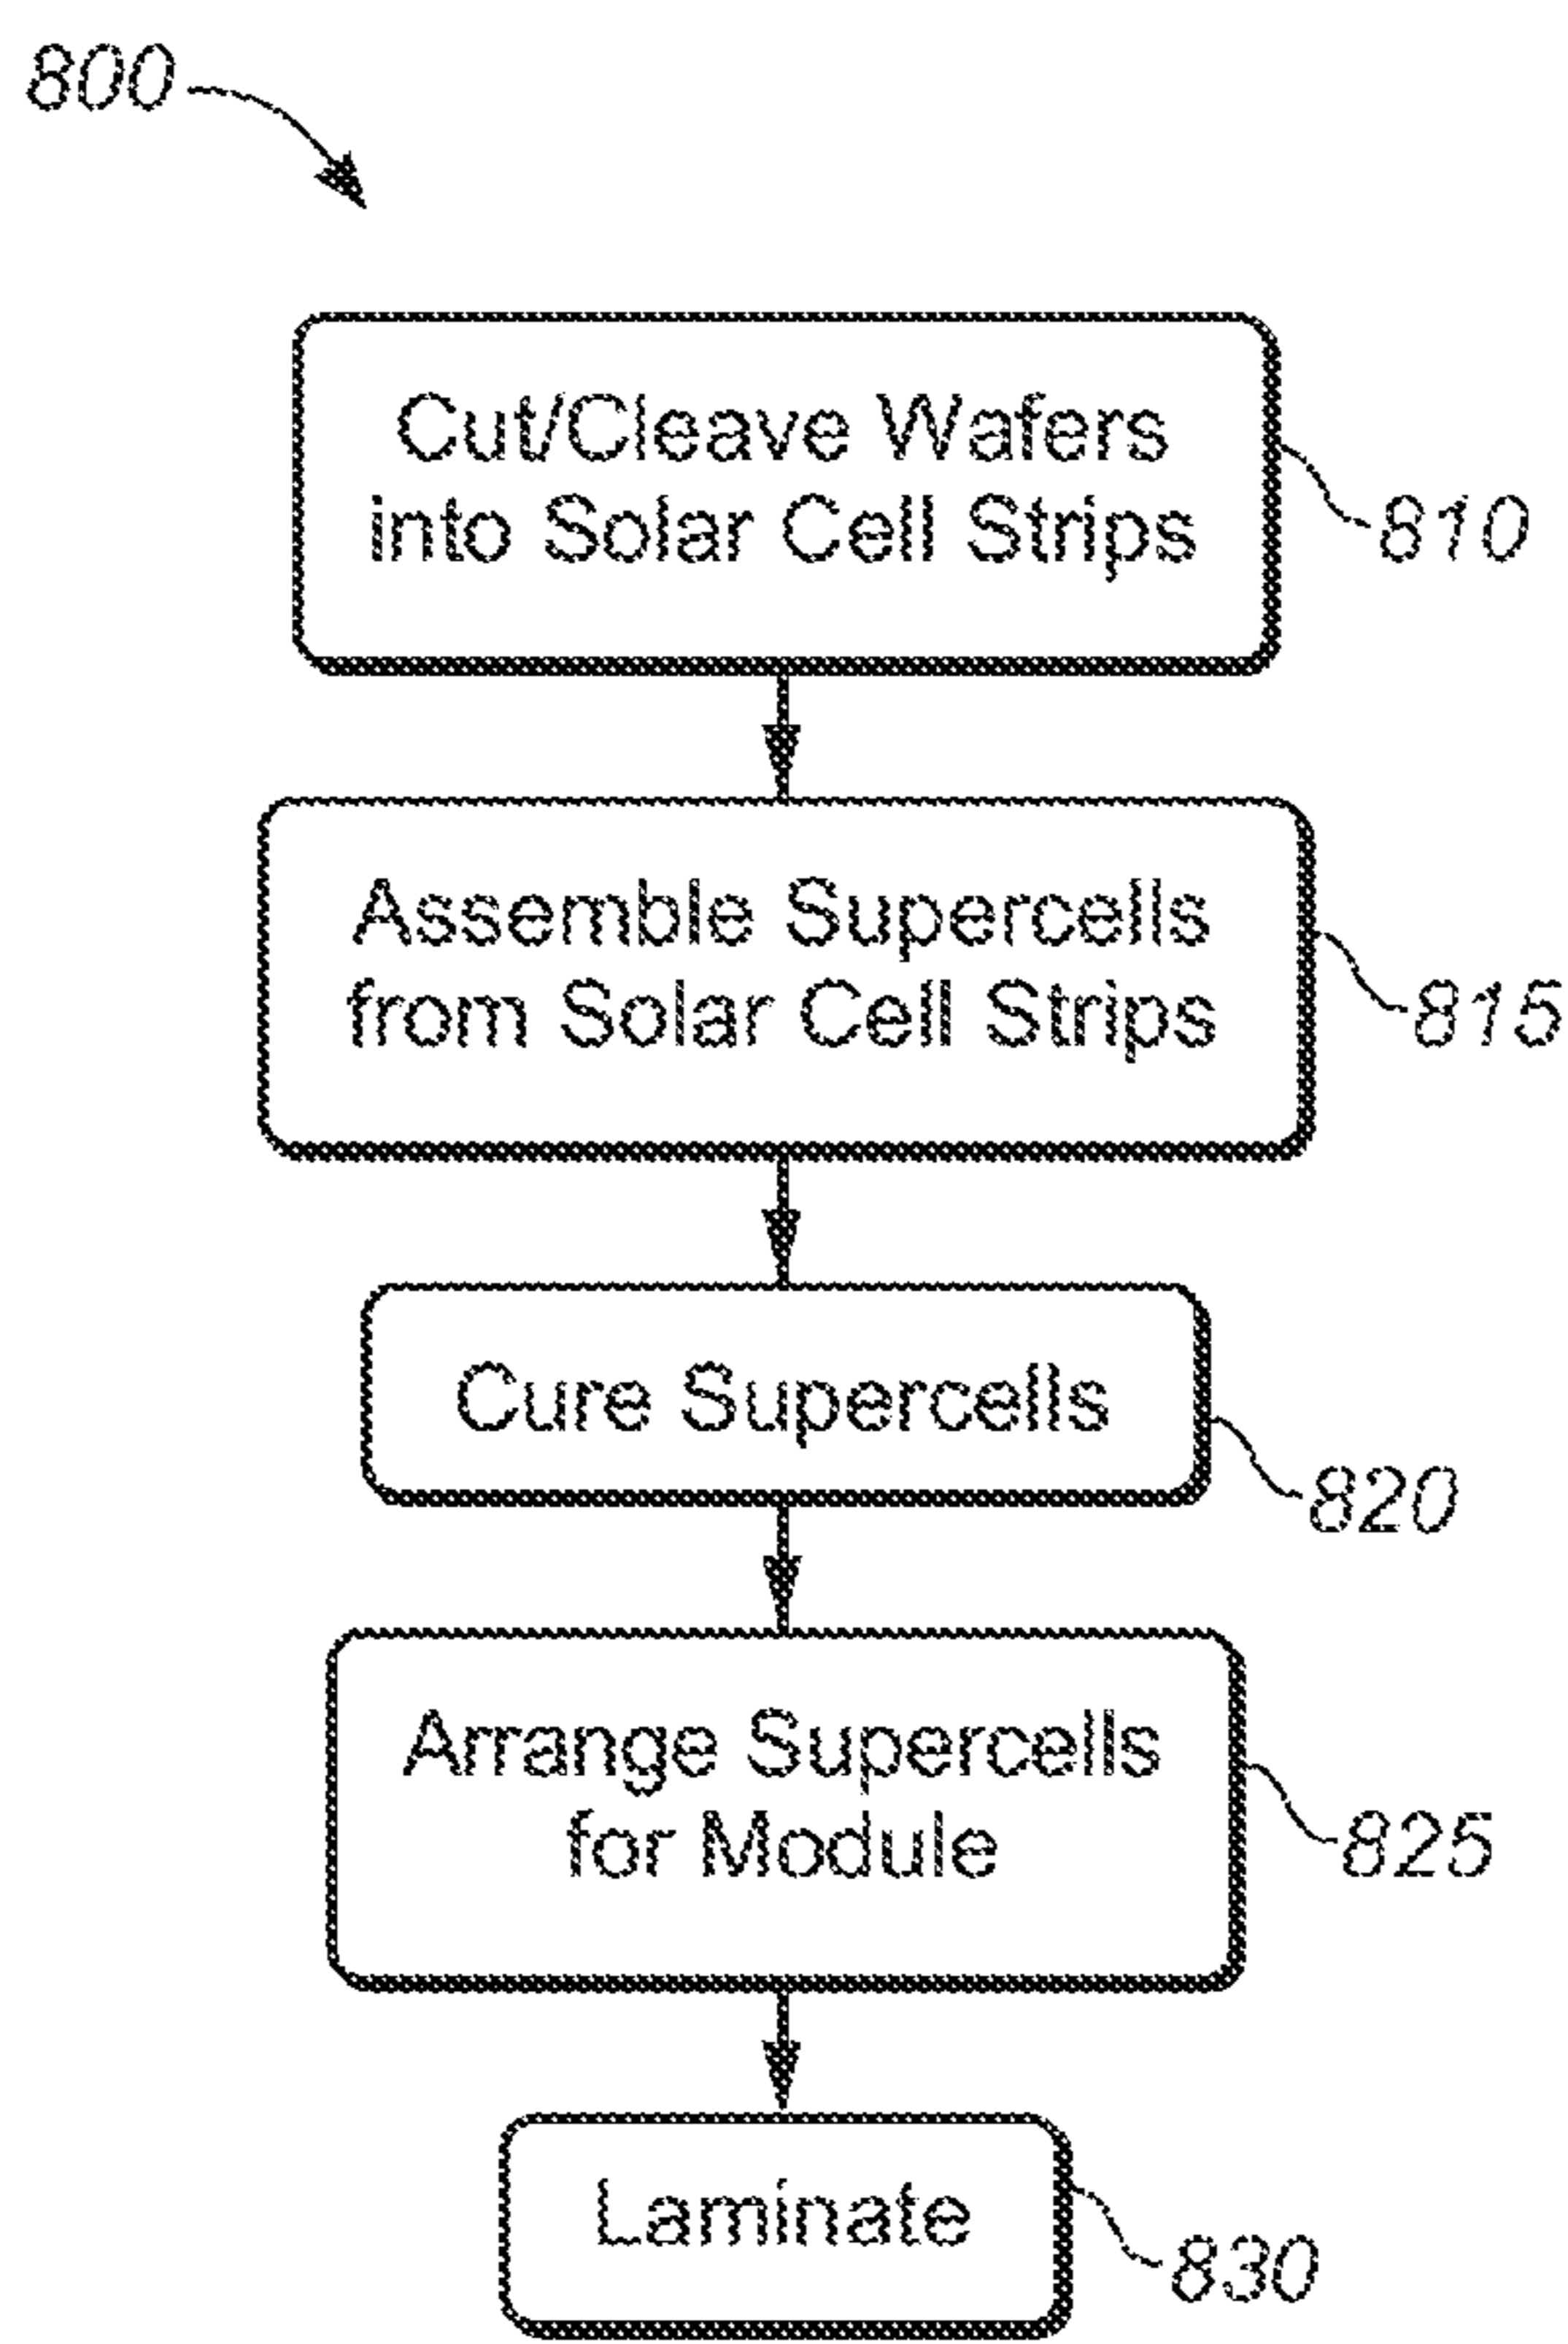 800
Cut/Cleave Wafers
into Solar Cell Strips
810
Assemble Supercells
from Solar Cell Strips
815
Cure Supercells
820
Arrange Supercells
for Module
825
Laminate
830